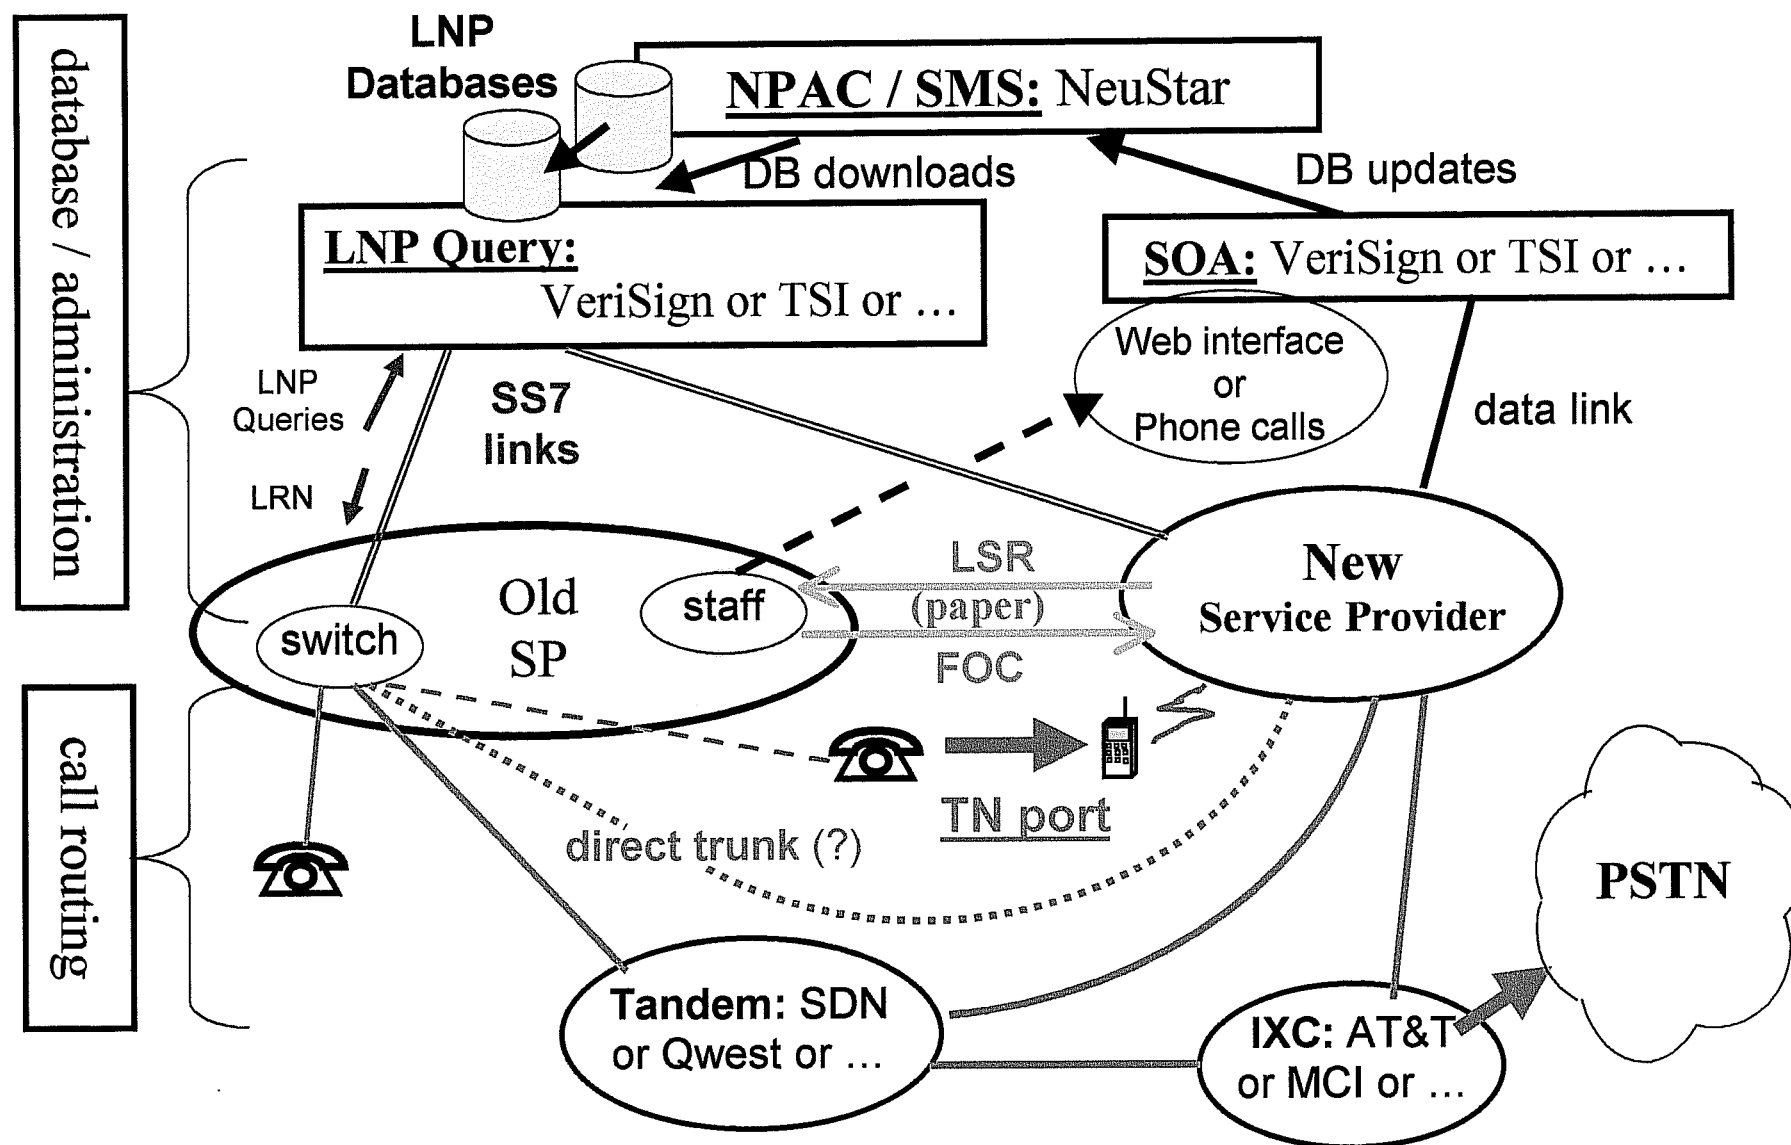 LNP
Databases
NPAC / SMS: NeuStar
DB downloads
DB updates
database / administration
LNP Query:
VeriSign or TSI or …
SOA: VeriSign or TSI or …
Web interface
or
Phone calls
LNP
Queries
SS7
links
data link
LRN
Old
SP
switch
staff
LSR
(paper)
FOC
New
Service Provider
call routing
TN port
direct trunk (?)
PSTN
Tandem: SDN
or Qwest or …
IXC: AT&T
or MCI or …